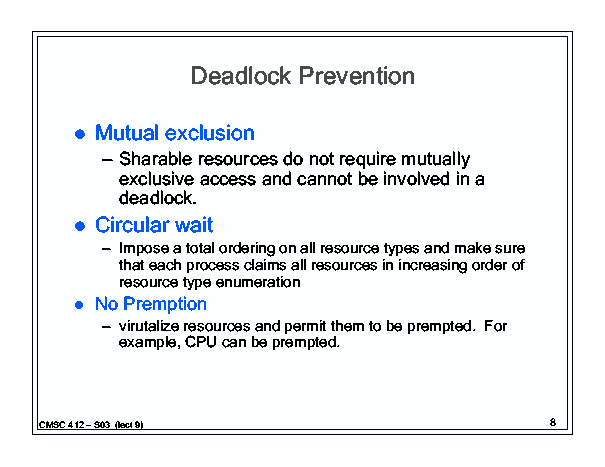 Deadlock Prevention
● Mutual exclusion
– Sharable resources do not require mutually
exclusive access and cannot be involved in a
deadlock.
● Circular wait
– Impose a total ordering on all resource types and make sure
that each process claims all resources in increasing order of
resource type enumeration
● No Premption
– virutalize resources and permit them to be prempted. For
example, CPU can be prempted.
CMSC 412 – S03 (lect 9)
8